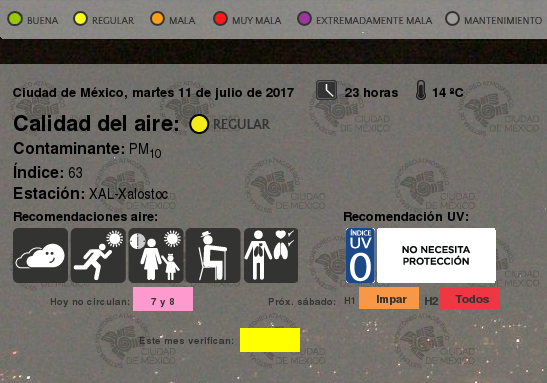 BUENA REGULAR MALA MUY MALA EXTREMADAMENTE MALA MANTENIMIENTO
Ciudad de México, martes 11 de julio de 2017 23 horas 14 ºC
Calidad del aire: REGULAR
Contaminante: PM10
Índice: 63
Estación: XAL-Xalostoc
Recomendaciones aire: Recomendación UV:
ÍNDICE UV 0 NO NECESITA PROTECCIÓN
Hoy no circulan: 7 y 8 Próx. sábado: H1 Impar H2 Todos
Este mes verifican:
CIUDAD DE MÉXICO